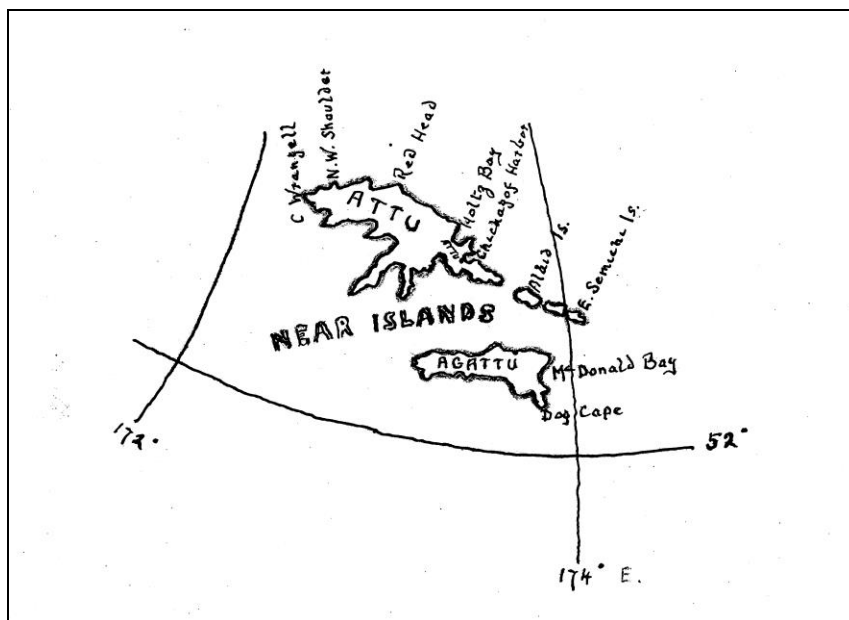 C Wrangell
N.W. Shoulder
Red Head
Holtz Bay
Chichagof Harbor
ATTU
ATTU
Alaid Is.
E. Semichi Is.
NEAR ISLANDS
AGATTU
McDonald Bay
Dog Cape
172°
52°
174° E.